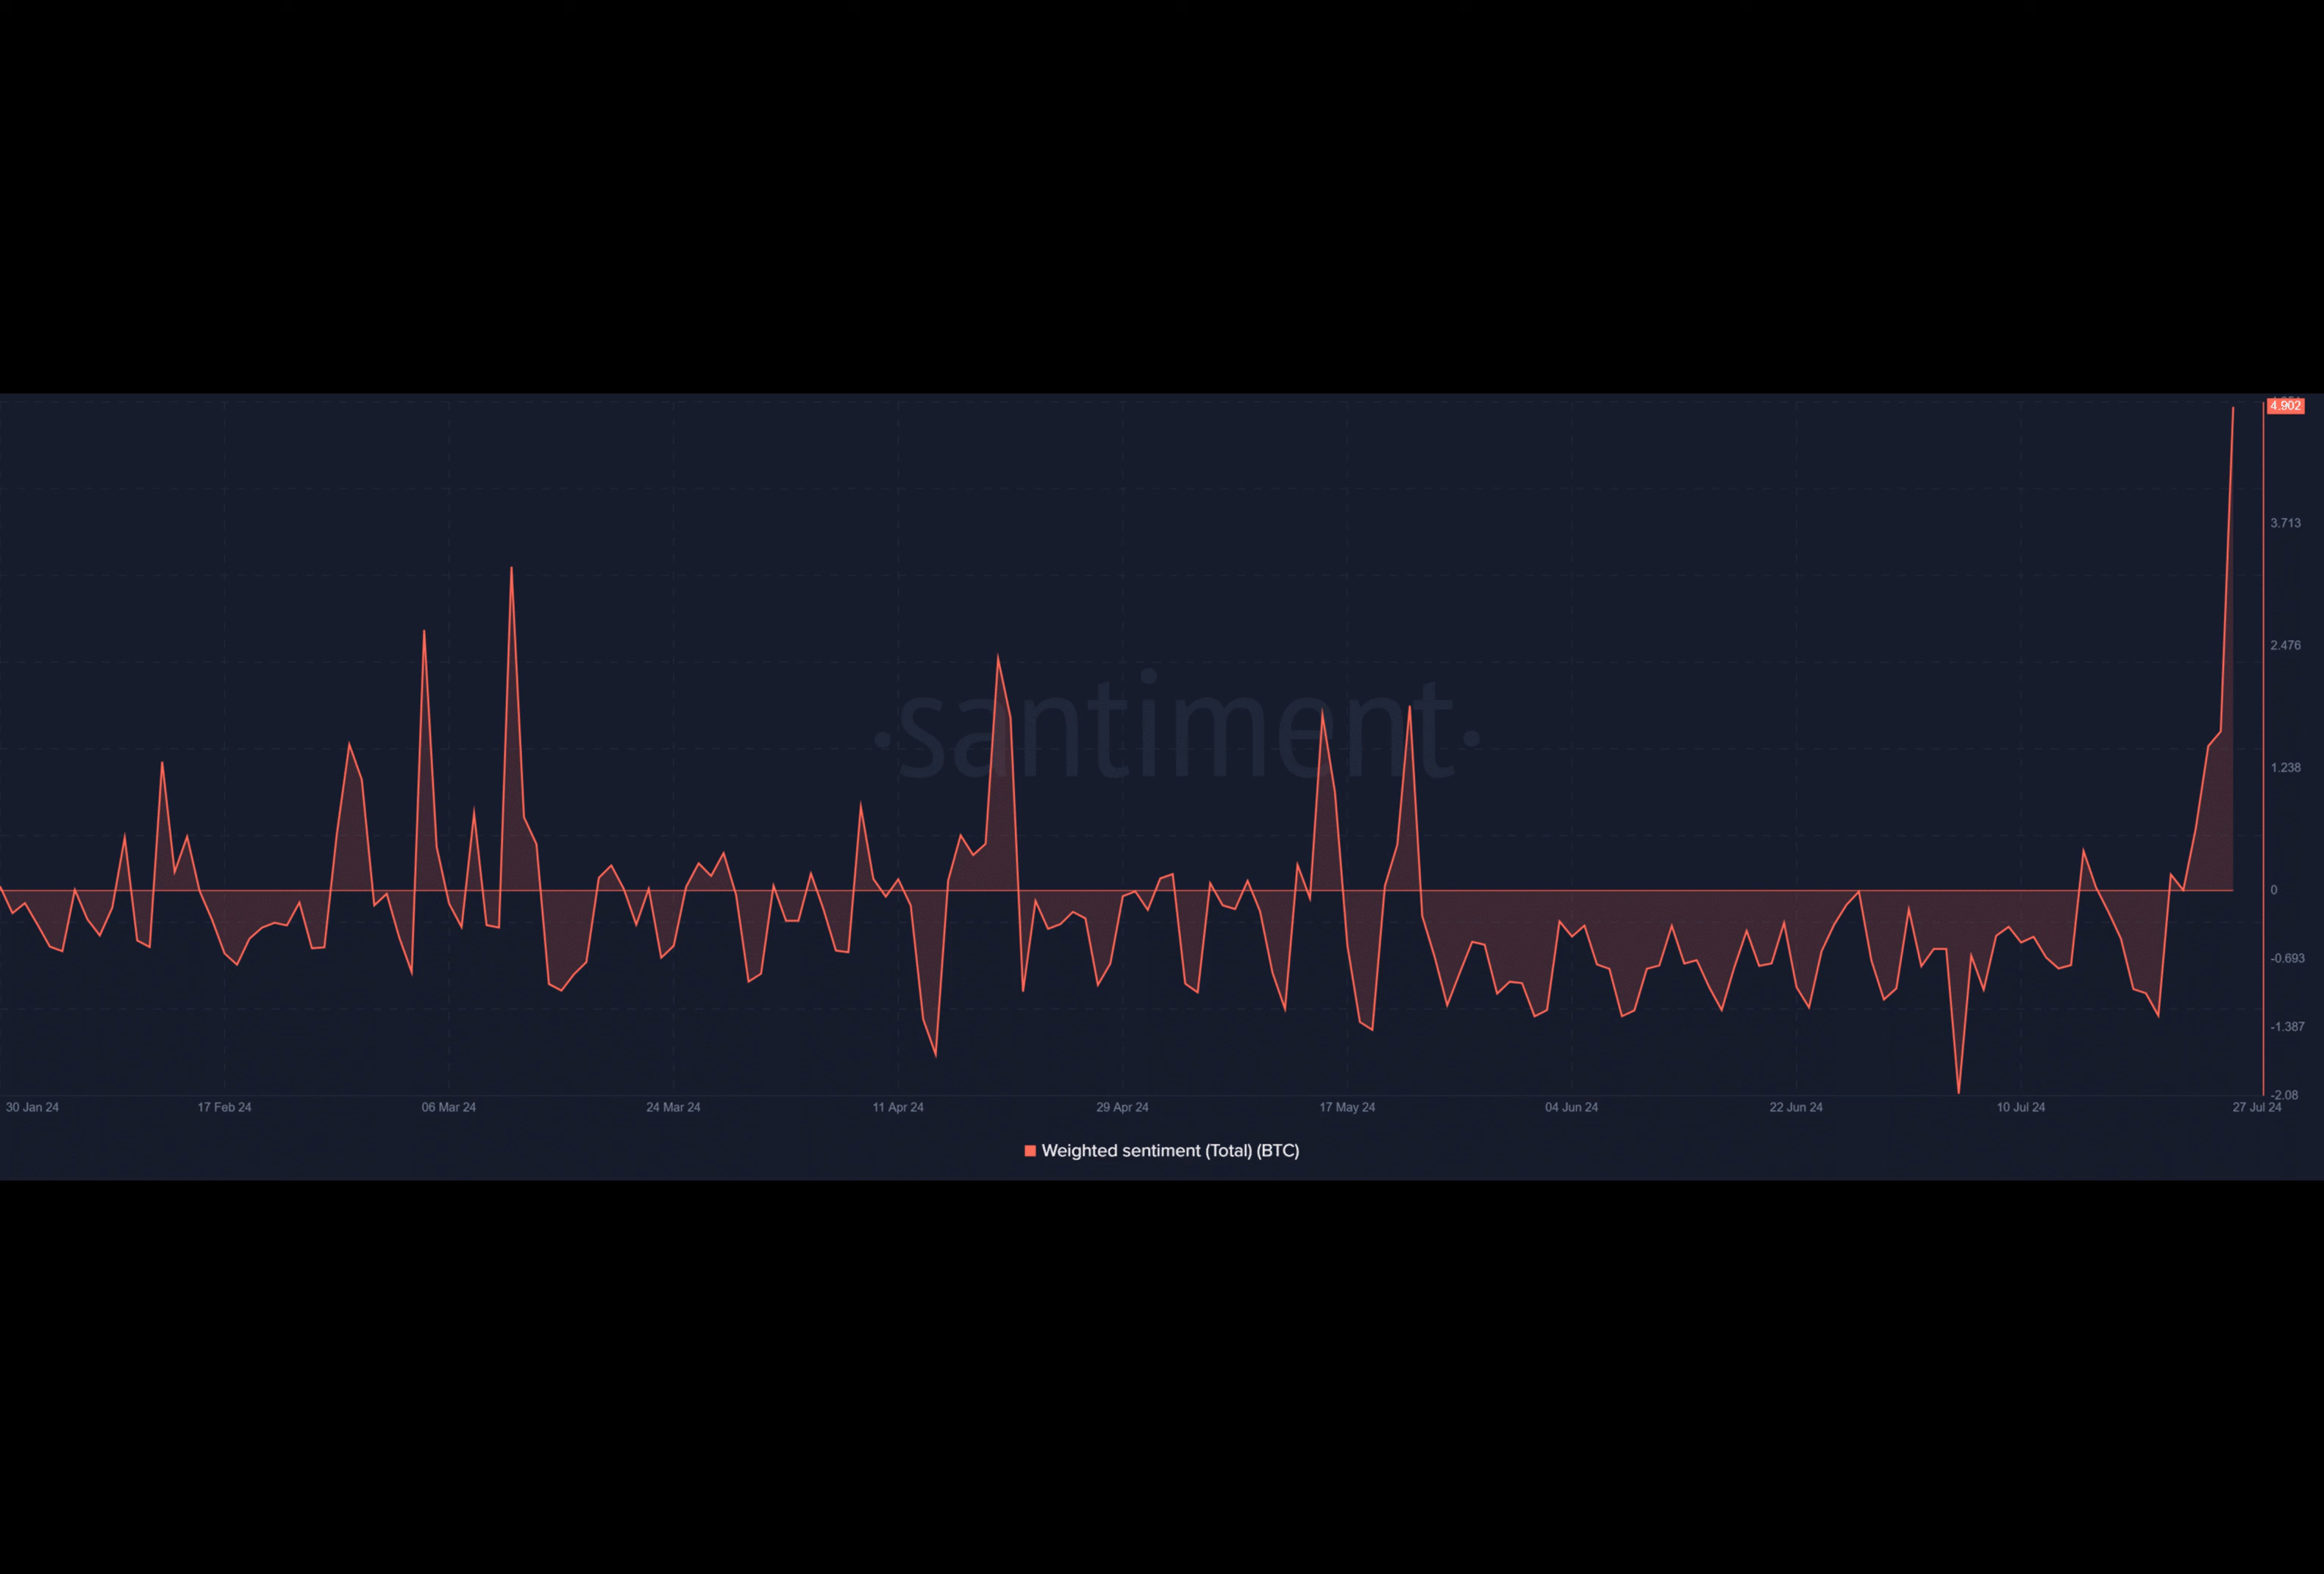 4.902
3.713
2.476
1.238
·santiment·
0
-0.693
-1.387
-2.08
30 Jan 24 17 Feb 24 06 Mar 24 24 Mar 24 11 Apr 24 29 Apr 24 17 May 24 04 Jun 24 22 Jun 24 10 Jul 24 27 Jul 24
Weighted sentiment (Total) (BTC)